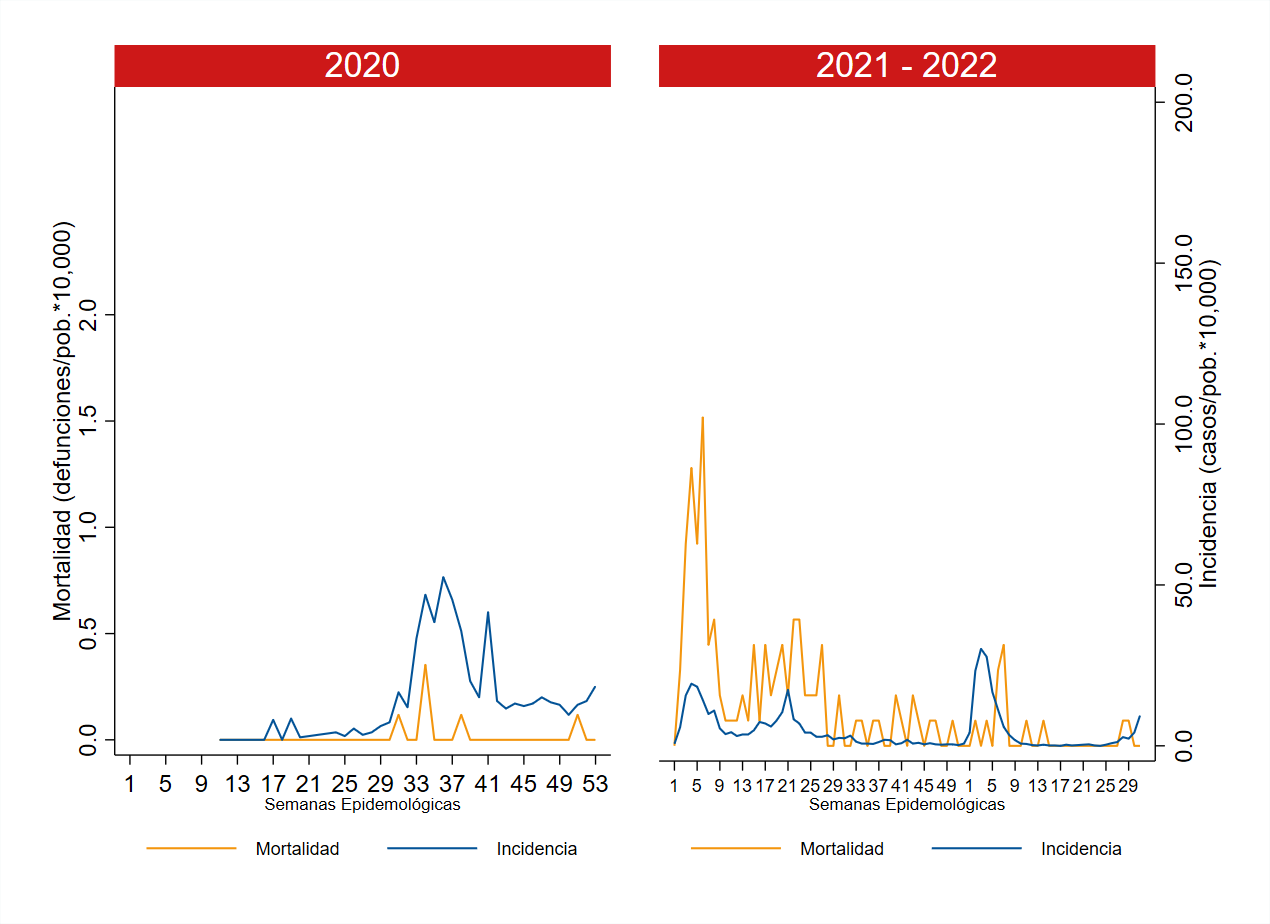 2020
2021 - 2022
Mortalidad (defunciones/pob.*10,000)
0.0 0.5 1.0 1.5 2.0
1 5 9 13 17 21 25 29 33 37 41 45 49 53
Semanas Epidemológicas
Mortalidad Incidencia
0.0 50.0 100.0 150.0 200.0
Incidencia (casos/pob.*10,000)
1 5 9 13 17 21 25 29 33 37 41 45 49 1 5 9 13 17 21 25 29
Semanas Epidemológicas
Mortalidad Incidencia